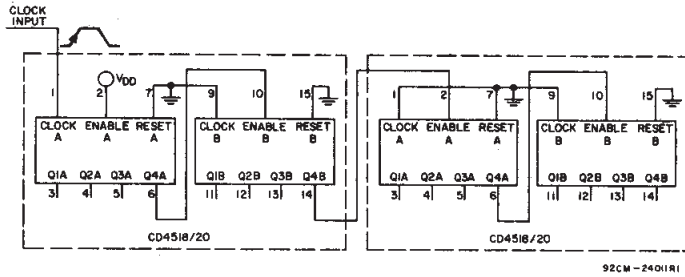 CLOCK
INPUT
VDD
1 2 7 9 10 15 1 2 7 9 10 15
CLOCK ENABLE RESET CLOCK ENABLE RESET CLOCK ENABLE RESET CLOCK ENABLE RESET
A A A B B B A A A B B B
Q1A Q2A Q3A Q4A Q1B Q2B Q3B Q4B Q1A Q2A Q3A Q4A Q1B Q2B Q3B Q4B
3 4 5 6 11 12 13 14 3 4 5 6 11 12 13 14
CD4518/20 CD4518/20
92CM-24011R1